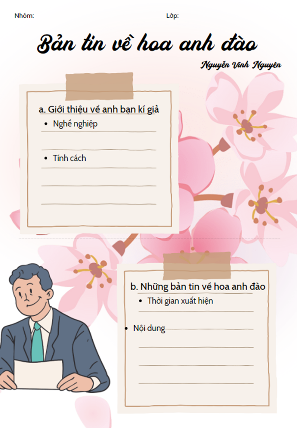 Nhóm: Lớp:
Bản tin về hoa anh đào
Nguyễn Vĩnh Nguyên
a. Giới thiệu về anh bạn kí giả
• Nghề nghiệp
• Tính cách
b. Những bản tin về hoa anh đào
• Thời gian xuất hiện
• Nội dung